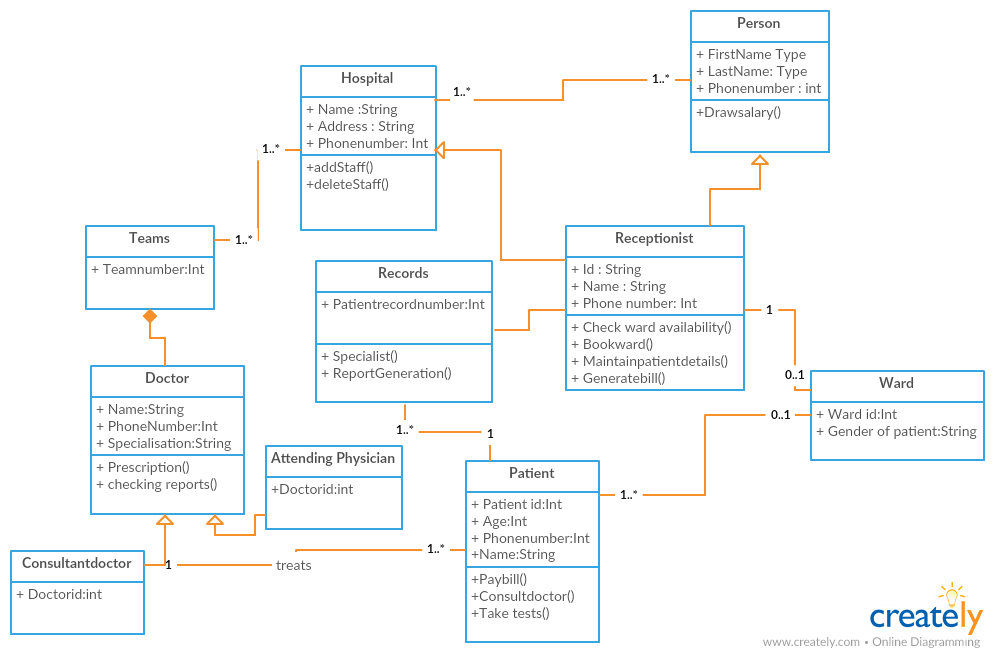 Person
+ FirstName Type
+ LastName: Type
+ Phonenumber : int
+Drawsalary()
Hospital
+ Name :String
+ Address : String
+ Phonenumber: Int
+addStaff()
+deleteStaff()
1..*
1..*
1..*
1..*
Teams
+ Teamnumber:Int
Receptionist
+ Id : String
+ Name : String
+ Phone number: Int
+ Check ward availability()
+ Bookward()
+ Maintainpatientdetails()
+ Generatebill()
Records
+ Patientrecordnumber:Int
+ Specialist()
+ ReportGeneration()
1
0..1
Ward
+ Ward id:Int
+ Gender of patient:String
0..1
1..*
Doctor
+ Name:String
+ PhoneNumber:Int
+ Specialisation:String
+ Prescription()
+ checking reports()
1..*
1
Attending Physician
+Doctorid:int
Patient
+ Patient id:Int
+ Age:Int
+ Phonenumber:Int
+Name:String
+Paybill()
+Consultdoctor()
+Take tests()
Consultantdoctor
+ Doctorid:int
1
treats
1..*
creately
www.creately.com • Online Diagramming